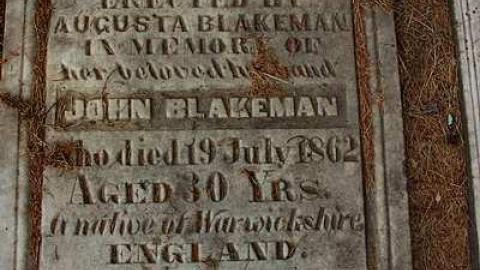 ERECTED BY
AUGUSTA BLAKEMAN
IN MEMORY OF
her beloved husband
JOHN BLAKEMAN
who died 19 July 1862
AGED 30 YRS.
A native of Warwickshire
ENGLAND.